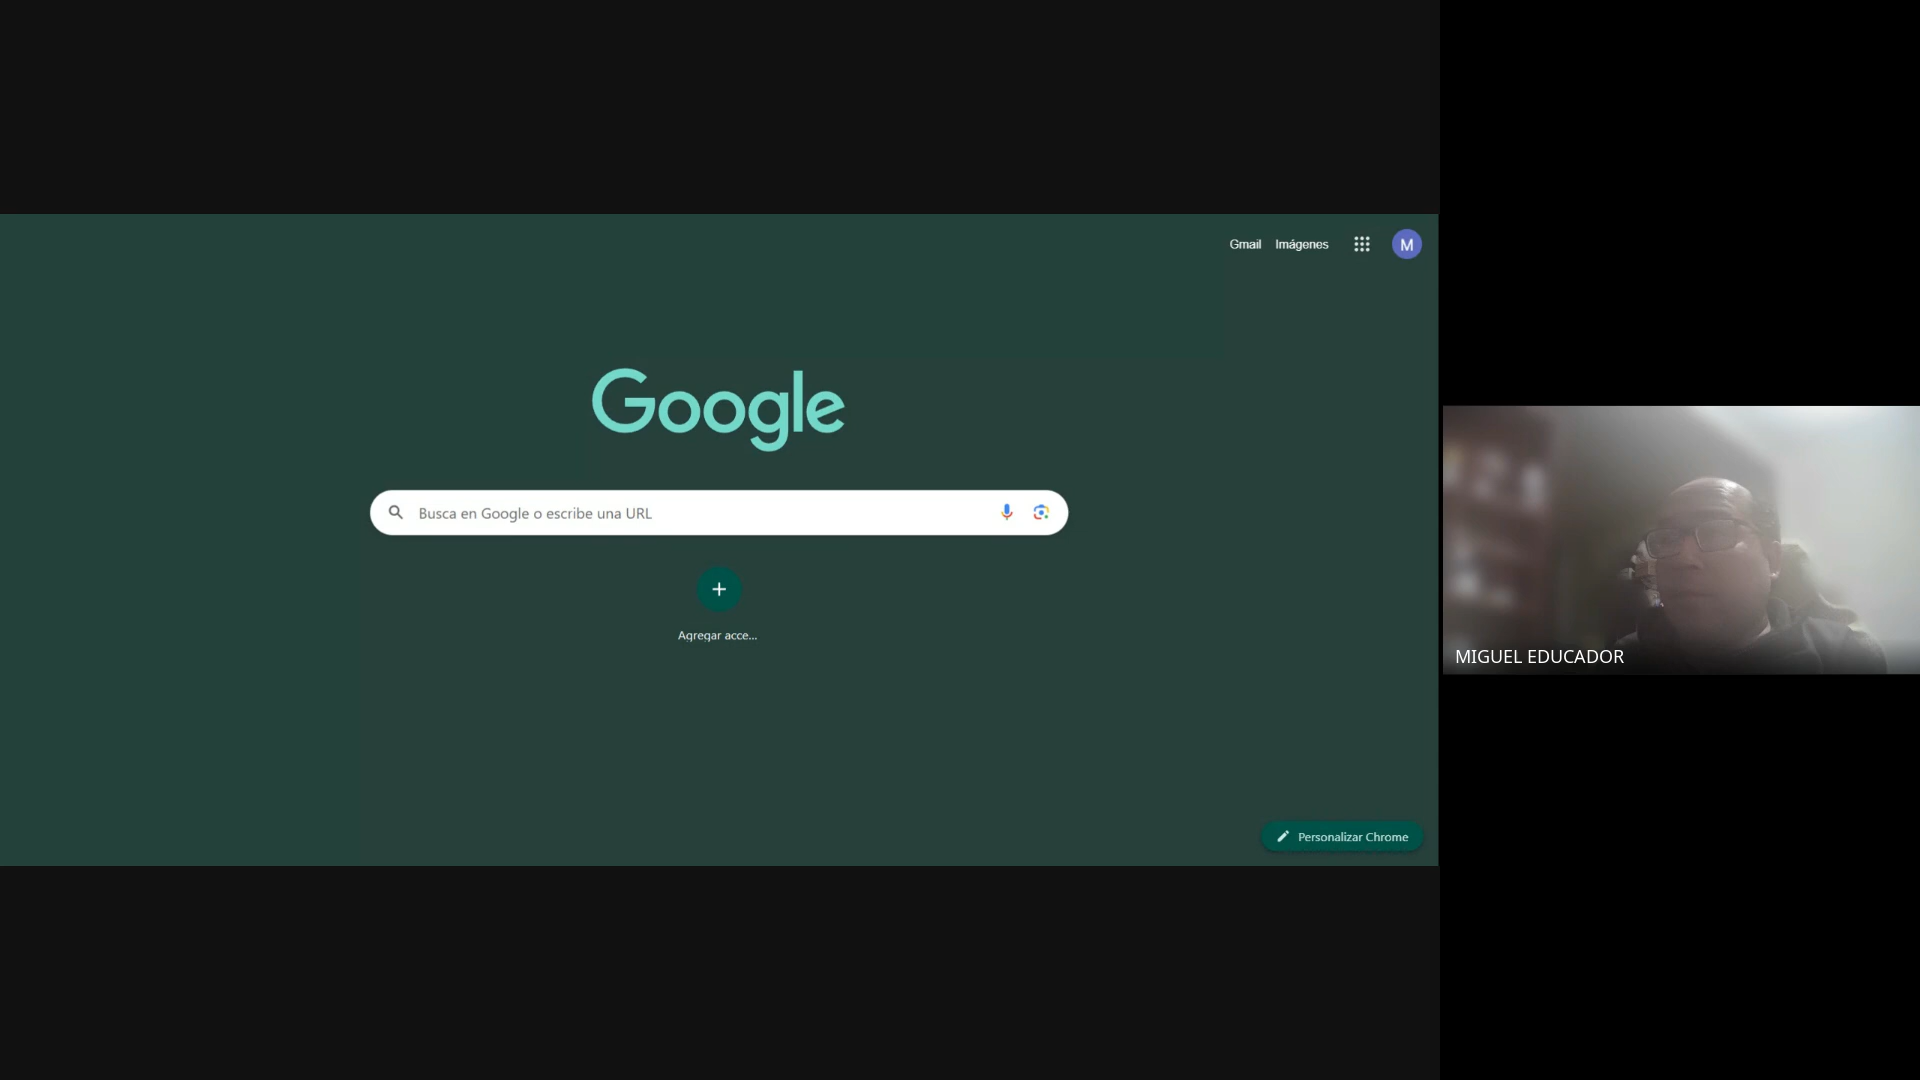 Gmail Imágenes M
Google
Busca en Google o escribe una URL
Agregar acce...
Personalizar Chrome
MIGUEL EDUCADOR